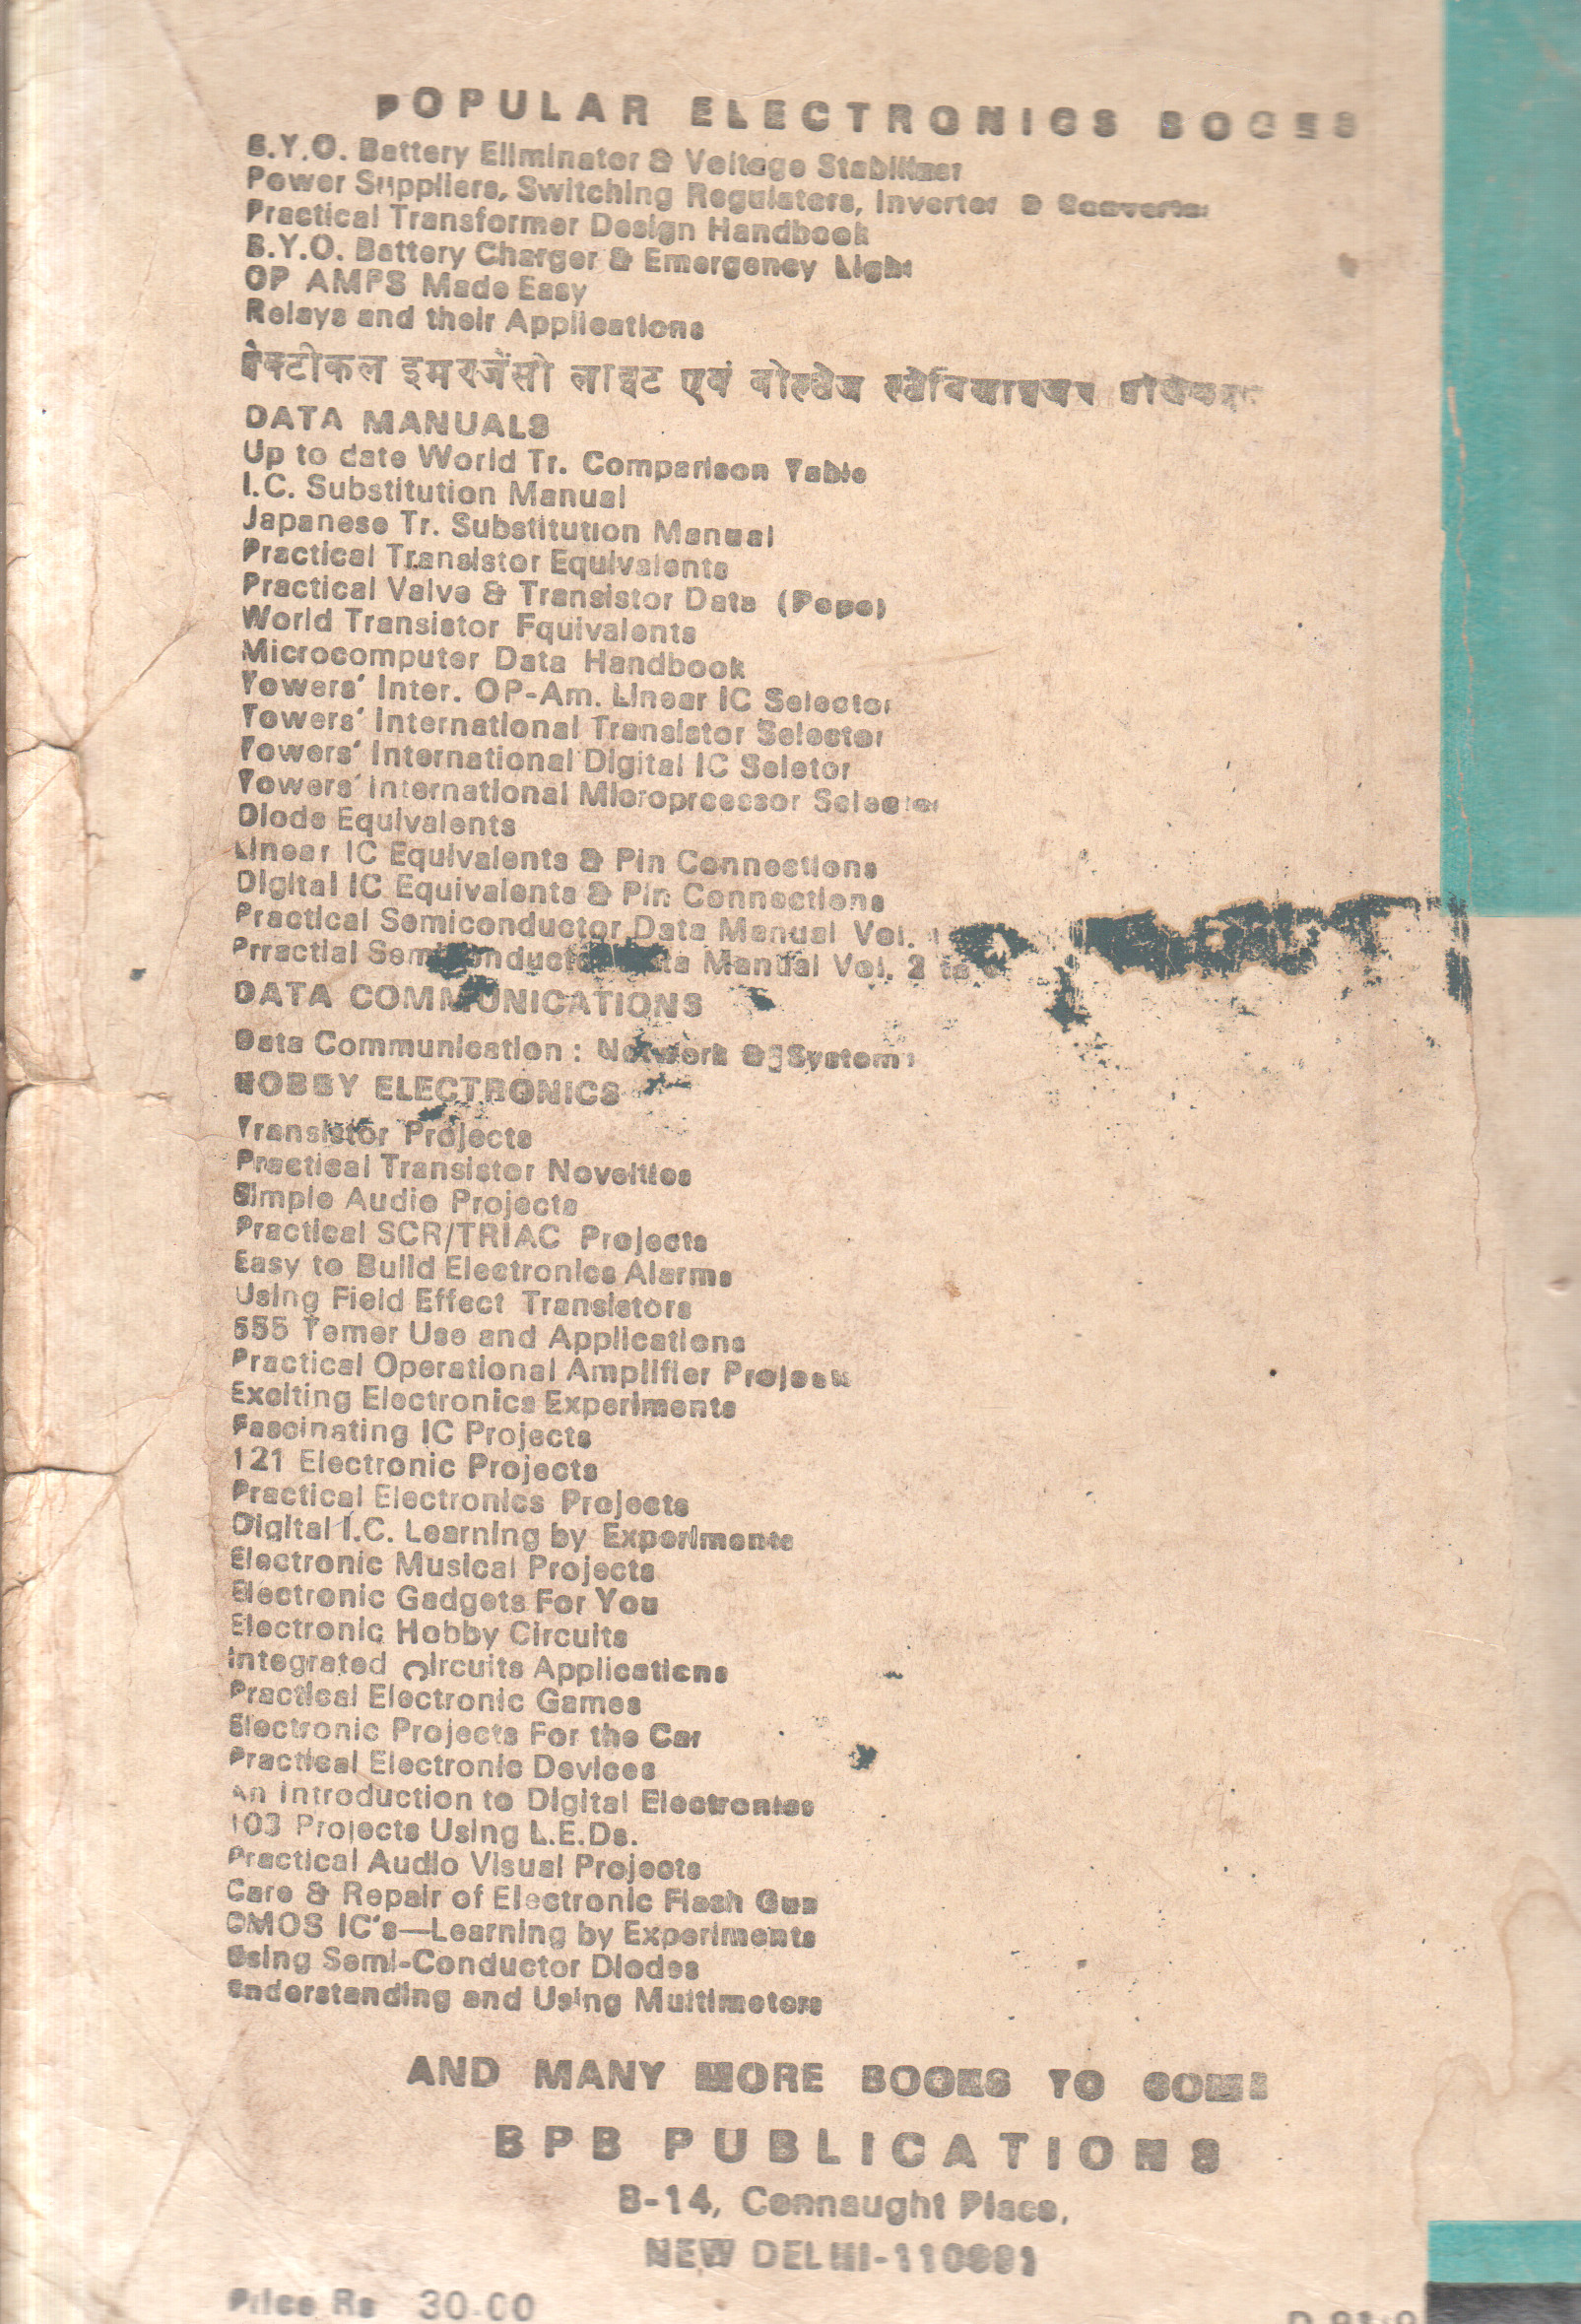 POPULAR ELECTRONICS BOOKS
B.Y.O. Battery Eliminator & Voltage Stabilizer
Power Suppliers, Switching Regulators, Inverter & Converter
Practical Transformer Design Handbook
B.Y.O. Battery Charger & Emergency Light
OP AMPS Made Easy
Relays and their Applications
प्रेक्टीकल इमरजेंसी लाइट एवं वोल्टेज स्टेबिलाइजर
DATA MANUALS
Up to date World Tr. Comparison Table
I.C. Substitution Manual
Japanese Tr. Substitution Manual
Practical Transistor Equivalents
Practical Valve & Transistor Data (Pope)
World Transistor Fquivalents
Microcomputer Data Handbook
Towers' Inter. OP-Am. Linear IC Selector
Towers' International Transistor Selector
Towers' International Digital IC Seletor
Towers' International Microprcessor Selector
Diode Equivalents
Linear IC Equivalents & Pin Connections
Digital IC Equivalents & Pin Connections
Practical Semiconductor Data Manual Vol. 1
Prractial Semiconductor Data Manual Vol. 2 to
DATA COMMUNICATIONS
Data Communication : Network & System
HOBBY ELECTRONICS
Transistor Projects
Practical Transistor Novelties
Simple Audio Projects
Practical SCR/TRIAC Projects
Easy to Build Electronics Alarms
Using Field Effect Transistors
555 Temer Use and Applications
Practical Operational Amplifier Projects
Exciting Electronics Experiments
Fascinating IC Projects
121 Electronic Projects
Practical Electronics Projects
Digital I.C. Learning by Experiments
Electronic Musical Projects
Electronic Gadgets For You
Electronic Hobby Circuits
Integrated Circuits Applications
Practical Electronic Games
Electronic Projects For the Car
Practical Electronic Devices
An Introduction to Digital Electronics
103 Projects Using L.E.Ds.
Practical Audio Visual Projects
Care & Repair of Electronic Flash Gun
CMOS IC's—Learning by Experiments
Using Semi-Conductor Diodes
Understanding and Using Multimeters
AND MANY MORE BOOKS TO COME
BPB PUBLICATIONS
B-14, Connaught Place,
NEW DELHI-110001
Price Rs 30.00